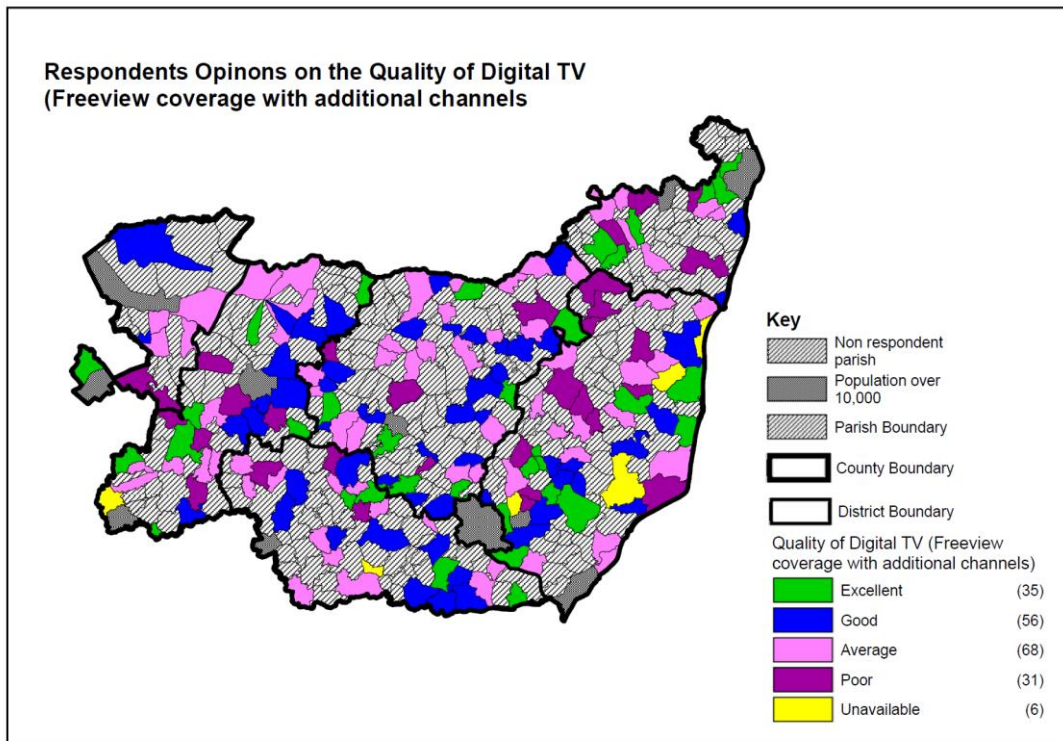 Respondents Opinons on the Quality of Digital TV
(Freeview coverage with additional channels
Key
Non respondent
parish
Population over
10,000
Parish Boundary
County Boundary
District Boundary
Quality of Digital TV (Freeview
coverage with additional channels)
Excellent (35)
Good (56)
Average (68)
Poor (31)
Unavailable (6)